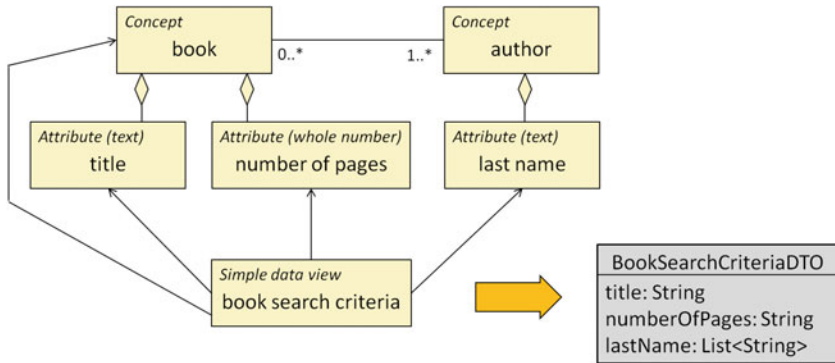 Concept
book
0..*
1..*
Concept
author
Attribute (text)
title
Attribute (whole number)
number of pages
Attribute (text)
last name
Simple data view
book search criteria
BookSearchCriteriaDTO
title: String
numberOfPages: String
lastName: List<String>